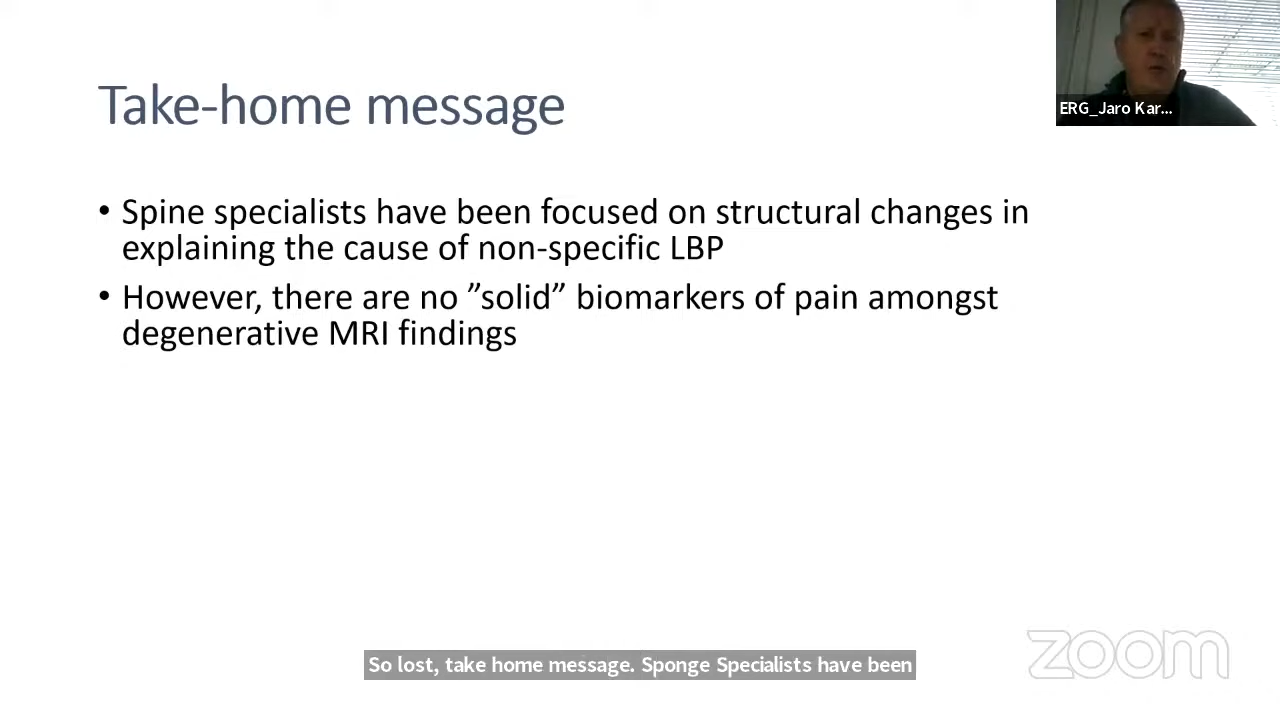 Take-home message
ERG_Jaro Kar...
• Spine specialists have been focused on structural changes in
explaining the cause of non-specific LBP
• However, there are no ”solid” biomarkers of pain amongst
degenerative MRI findings
So lost, take home message. Sponge Specialists have been
zoom